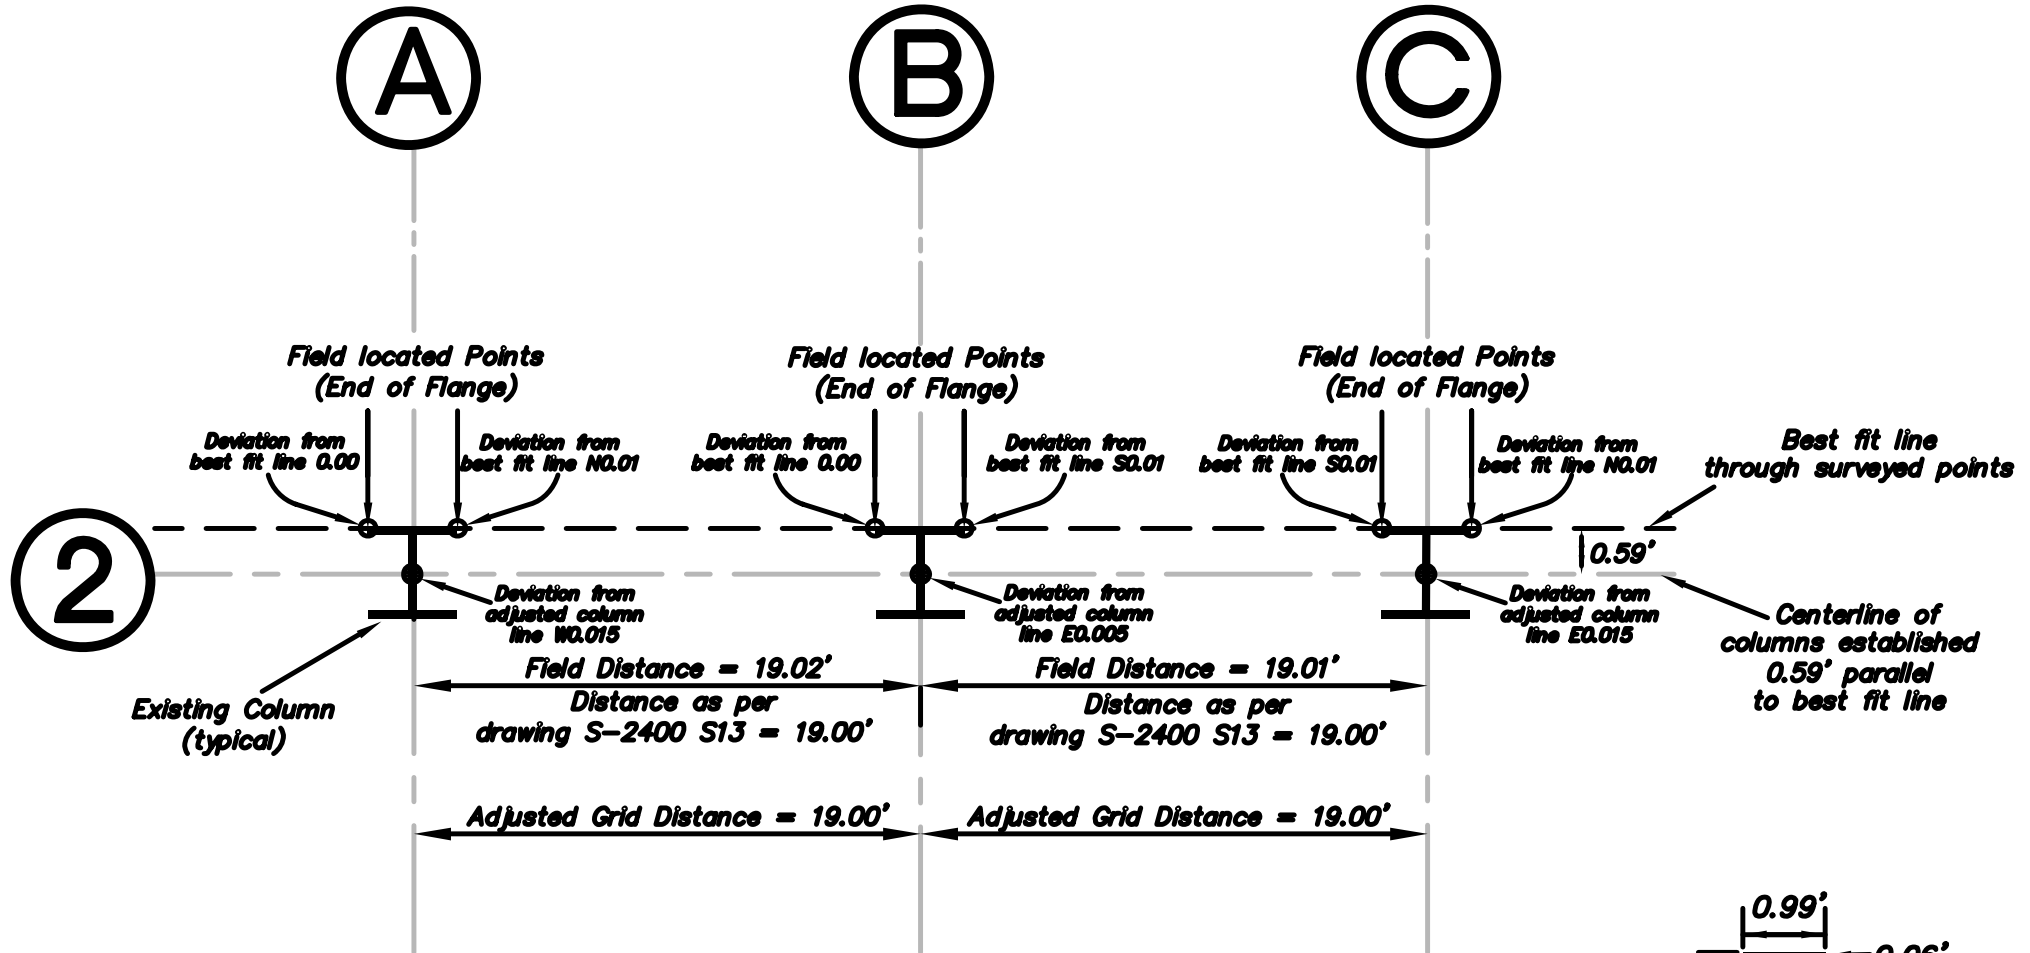 A
B
C
Field located Points
(End of Flange)
Field located Points
(End of Flange)
Field located Points
(End of Flange)
Deviation from
best fit line 0.00
Deviation from
best fit line N0.01
Deviation from
best fit line 0.00
Deviation from
best fit line S0.01
Deviation from
best fit line S0.01
Deviation from
best fit line N0.01
Best fit line
through surveyed points
2
0.59'
Deviation from
adjusted column
line W0.015
Deviation from
adjusted column
line E0.005
Deviation from
adjusted column
line E0.015
Centerline of
columns established
0.59' parallel
to best fit line
Existing Column
(typical)
Field Distance = 19.02'
Distance as per
drawing S-2400 S13 = 19.00'
Field Distance = 19.01'
Distance as per
drawing S-2400 S13 = 19.00'
Adjusted Grid Distance = 19.00'
Adjusted Grid Distance = 19.00'
0.99'